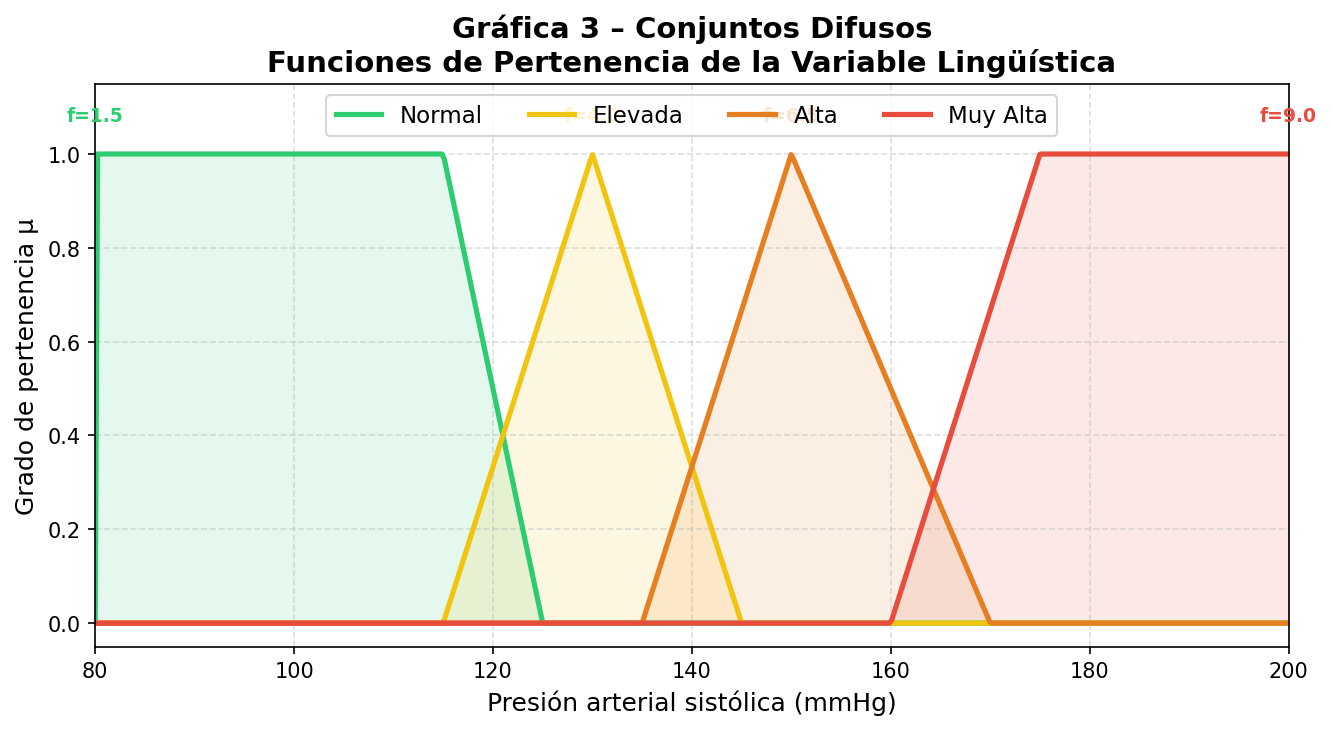 Gráfica 3 – Conjuntos Difusos
Funciones de Pertenencia de la Variable Lingüística
f=1.5
Normal
Elevada
Alta
Muy Alta
f=9.0
Grado de pertenencia μ
1.0
0.8
0.6
0.4
0.2
0.0
80 100 120 140 160 180 200
Presión arterial sistólica (mmHg)